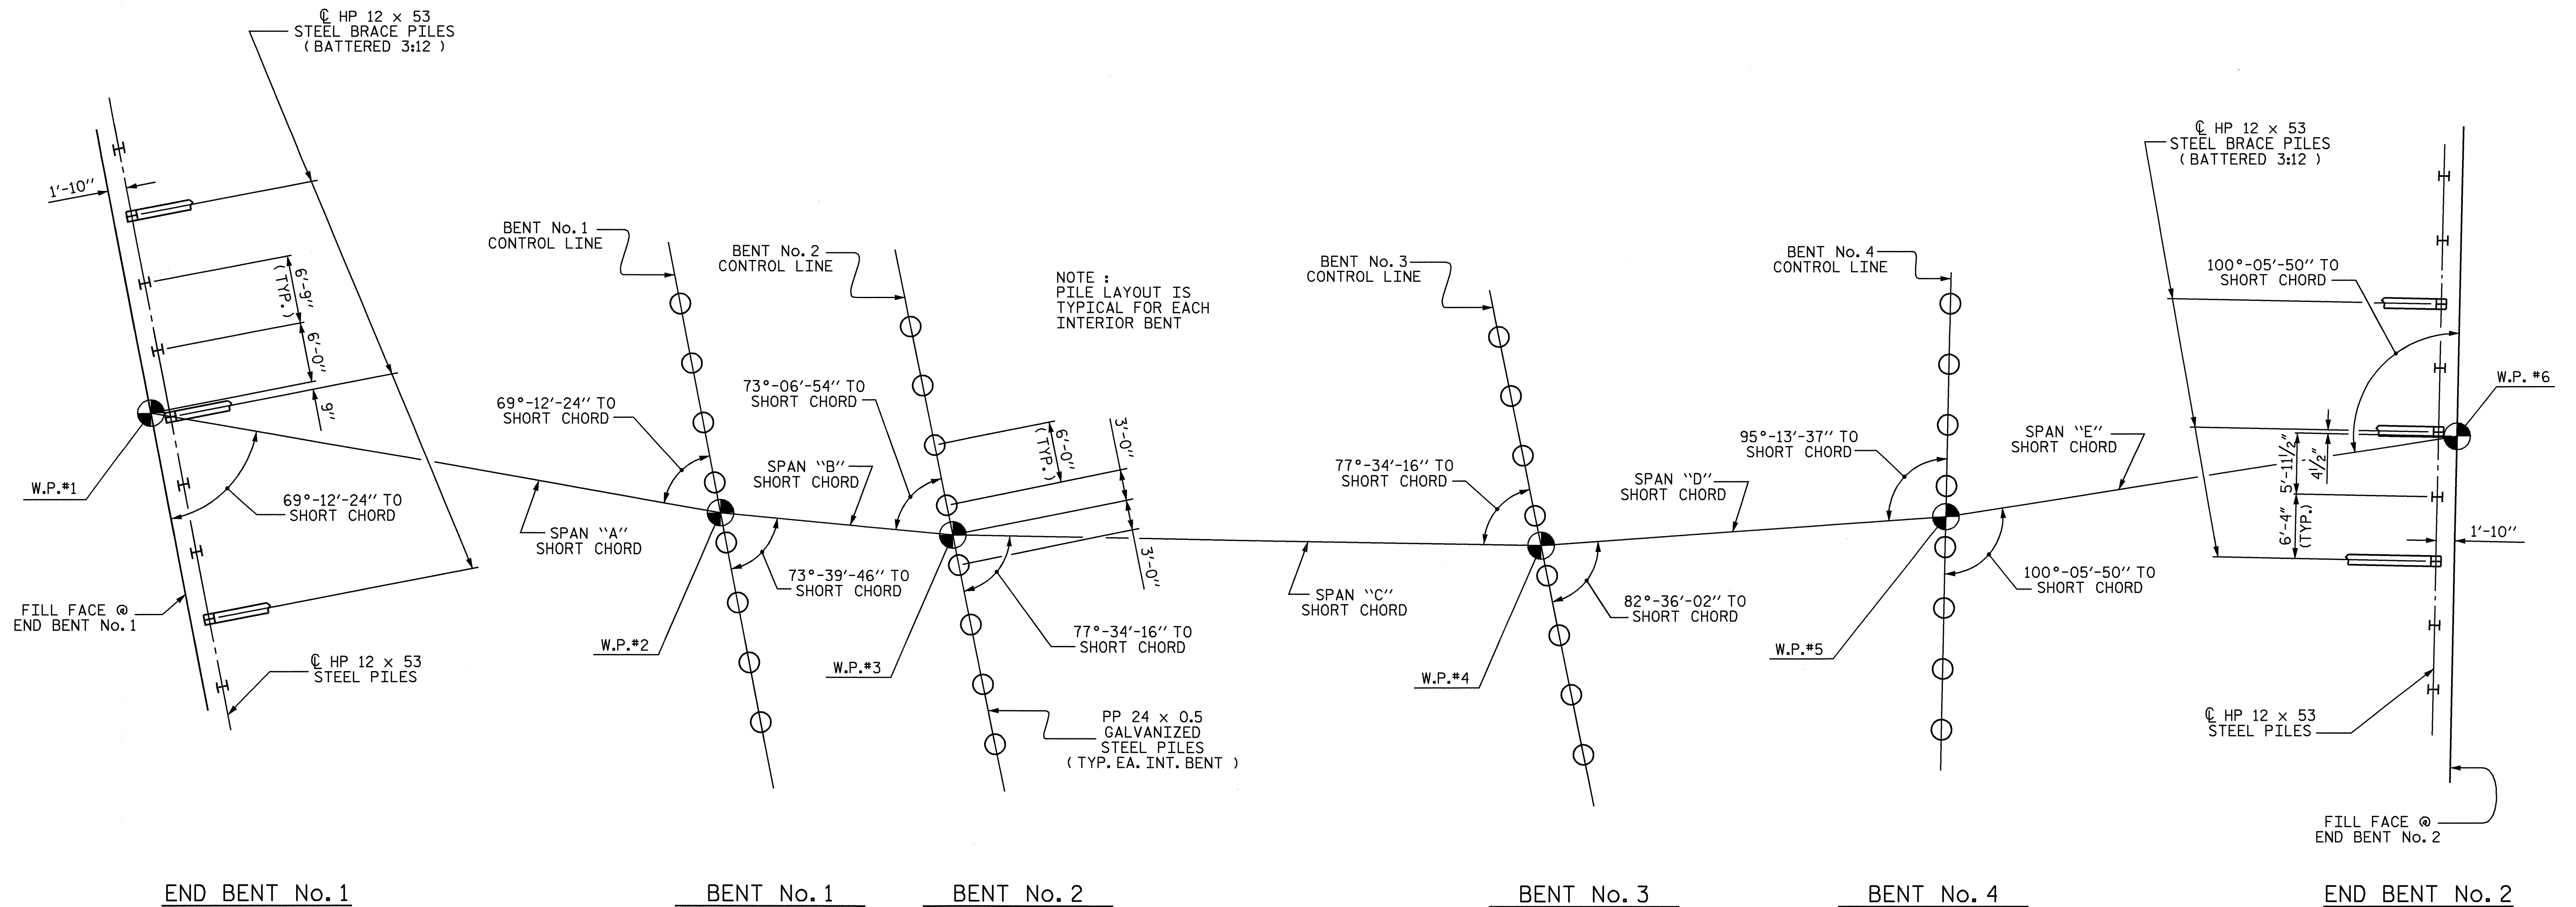 ℄ HP 12 x 53
STEEL BRACE PILES
( BATTERED 3:12 )
1'-10"
6'-9"
(TYP.)
6'-0"
9"
W.P.#1
69°-12'-24" TO
SHORT CHORD
SPAN "A"
SHORT CHORD
FILL FACE @
END BENT No. 1
℄ HP 12 x 53
STEEL PILES
END BENT No. 1
BENT No. 1
CONTROL LINE
69°-12'-24" TO
SHORT CHORD
73°-39'-46" TO
SHORT CHORD
W.P.#2
BENT No. 1
SPAN "B"
SHORT CHORD
BENT No. 2
CONTROL LINE
73°-06'-54" TO
SHORT CHORD
6'-0"
(TYP.)
3'-0"
3'-0"
77°-34'-16" TO
SHORT CHORD
W.P.#3
PP 24 x 0.5
GALVANIZED
STEEL PILES
( TYP. EA. INT. BENT )
BENT No. 2
NOTE :
PILE LAYOUT IS
TYPICAL FOR EACH
INTERIOR BENT
SPAN "C"
SHORT CHORD
BENT No. 3
CONTROL LINE
77°-34'-16" TO
SHORT CHORD
82°-36'-02" TO
SHORT CHORD
W.P.#4
BENT No. 3
SPAN "D"
SHORT CHORD
BENT No. 4
CONTROL LINE
95°-13'-37" TO
SHORT CHORD
100°-05'-50" TO
SHORT CHORD
W.P.#5
BENT No. 4
SPAN "E"
SHORT CHORD
℄ HP 12 x 53
STEEL BRACE PILES
( BATTERED 3:12 )
100°-05'-50" TO
SHORT CHORD
W.P. #6
5'-11½"
4½"
6'-4"
(TYP.)
1'-10"
℄ HP 12 x 53
STEEL PILES
FILL FACE @
END BENT No. 2
END BENT No. 2